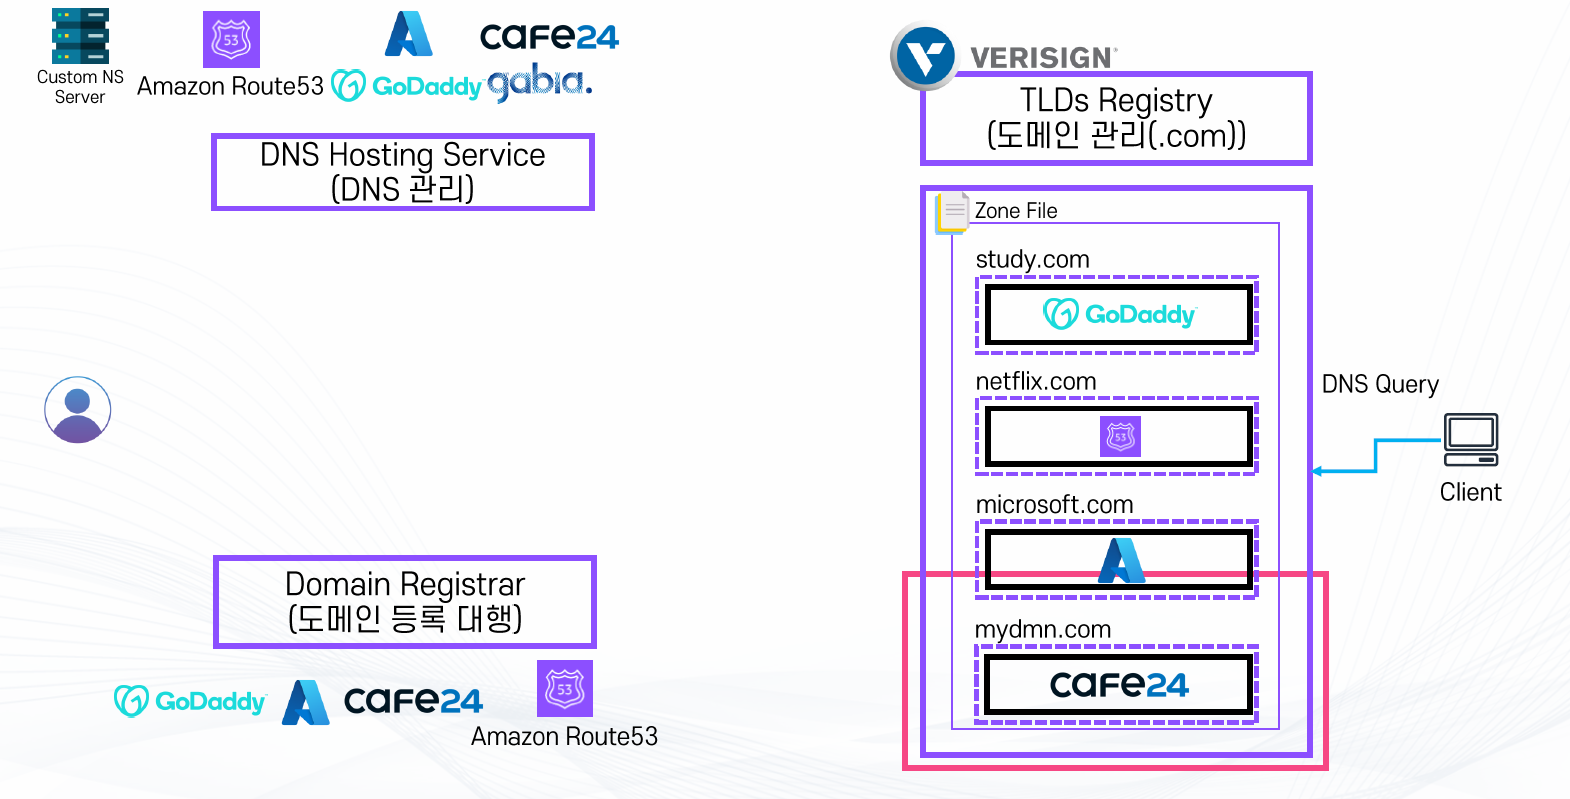 Custom NS
Server
53
Amazon Route53
CAFE24
GoDaddy
gabia.
DNS Hosting Service
(DNS 관리)
Domain Registrar
(도메인 등록 대행)
GoDaddy
CAFE24
53
Amazon Route53
VERISIGN
TLDs Registry
(도메인 관리(.com))
Zone File
study.com
GoDaddy
netflix.com
53
microsoft.com
mydmn.com
CAFE24
DNS Query
Client